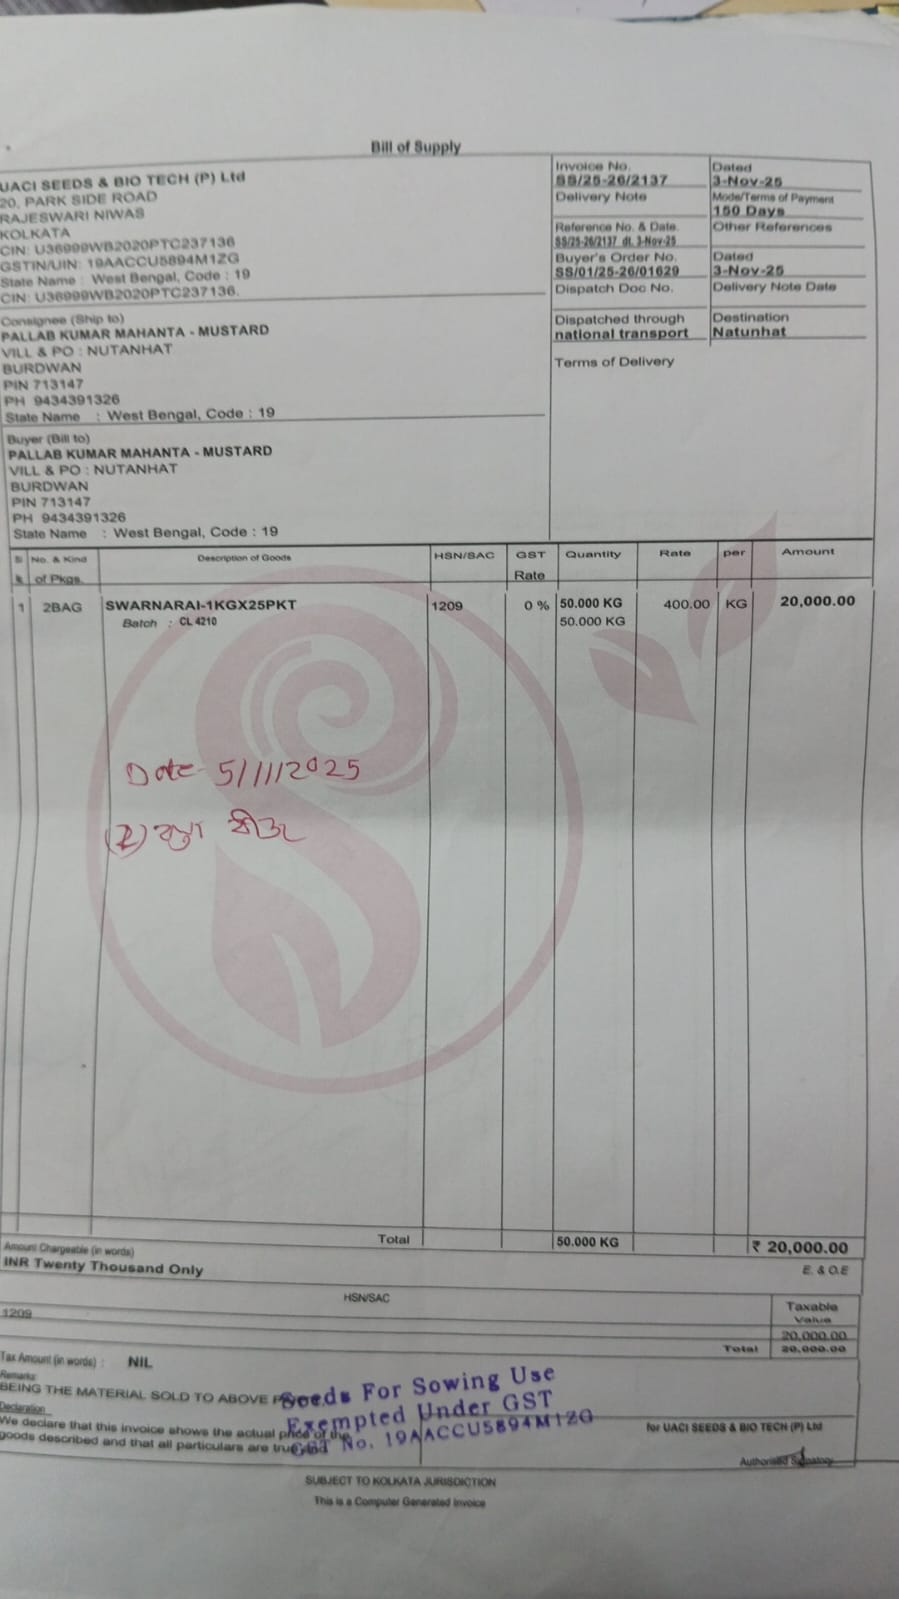 Bill of Supply
UACI SEEDS & BIO TECH (P) Ltd
20, PARK SIDE ROAD
RAJESWARI NIWAS
KOLKATA
CIN: U36999WB2020PTC237136
GSTIN/UIN: 19AACCU5894M1ZG
State Name : West Bengal, Code : 19
CIN: U36999WB2020PTC237136.
Invoice No. Dated
SS/25-26/2137 3-Nov-25
Delivery Note Mode/Terms of Payment
150 Days
Reference No. & Date. Other References
SS/25-26/2137 dt. 3-Nov-25
Buyer's Order No. Dated
SS/01/25-26/01629 3-Nov-25
Dispatch Doc No. Delivery Note Date
Dispatched through Destination
national transport Natunhat
Terms of Delivery
Consignee (Ship to)
PALLAB KUMAR MAHANTA - MUSTARD
VILL & PO : NUTANHAT
BURDWAN
PIN 713147
PH 9434391326
State Name : West Bengal, Code : 19
Buyer (Bill to)
PALLAB KUMAR MAHANTA - MUSTARD
VILL & PO : NUTANHAT
BURDWAN
PIN 713147
PH 9434391326
State Name : West Bengal, Code : 19
Sl No. & Kind Description of Goods HSN/SAC GST Quantity Rate per Amount
of Pkgs. Rate
1 2BAG SWARNARAI-1KGX25PKT 1209 0 % 50.000 KG 400.00 KG 20,000.00
Batch : CL 4210 50.000 KG
Date - 5/11/2025
Total 50.000 KG ₹ 20,000.00
Amount Chargeable (in words) E. & O.E
INR Twenty Thousand Only
HSN/SAC Taxable
Value
1209 20,000.00
Total 20,000.00
Tax Amount (in words) : NIL
Remarks:
BEING THE MATERIAL SOLD TO ABOVE
Declaration
We declare that this invoice shows the actual price of the
goods described and that all particulars are true
Seeds For Sowing Use
Exempted Under GST
GST No. 19AACCU5894M1ZG
for UACI SEEDS & BIO TECH (P) Ltd
Authorised Signatory
SUBJECT TO KOLKATA JURISDICTION
This is a Computer Generated Invoice